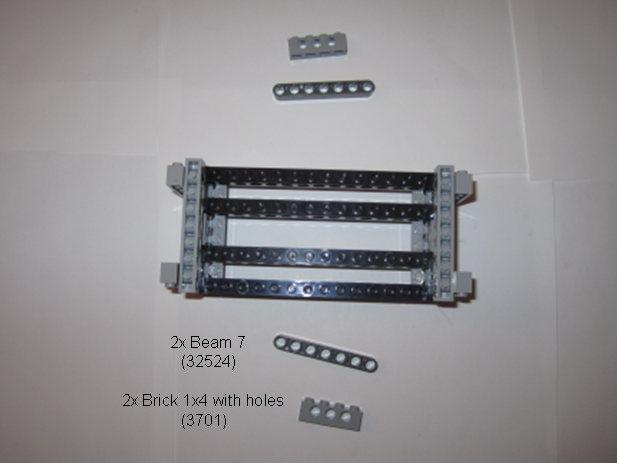 2x Beam 7
(32524)
2x Brick 1x4 with holes
(3701)